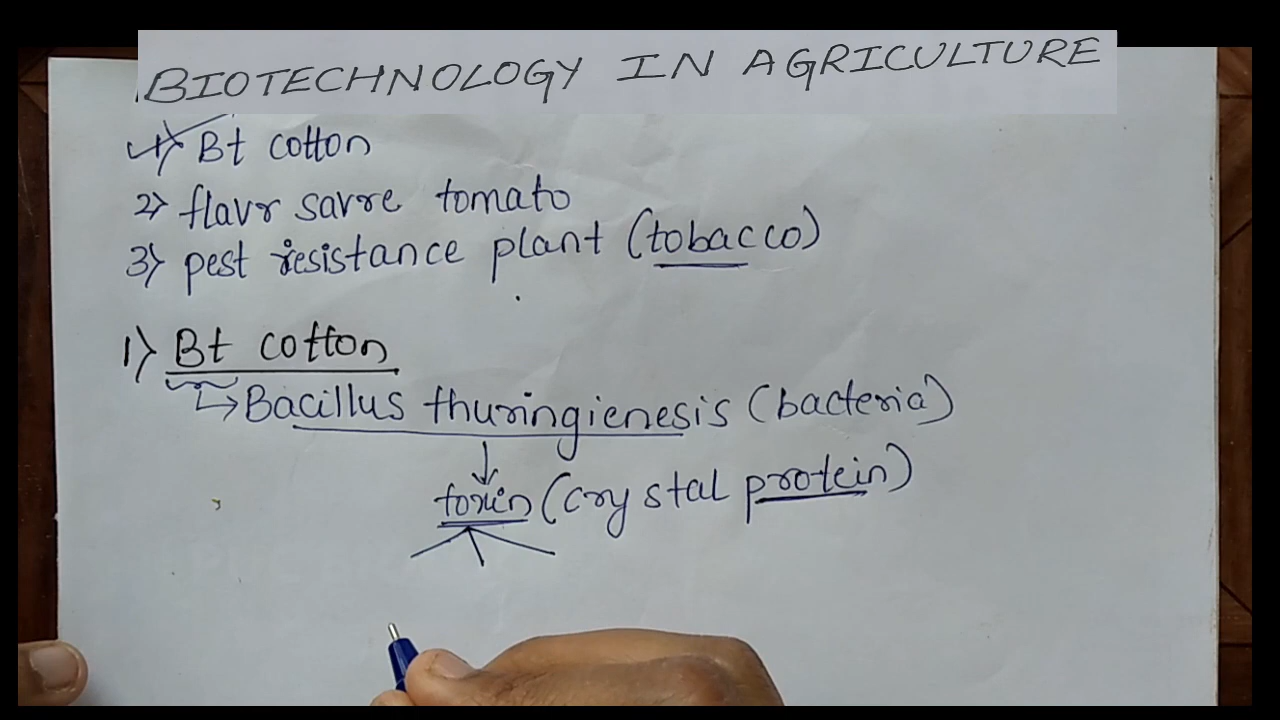 BIOTECHNOLOGY IN AGRICULTURE
1) Bt cotton
2) flavr savre tomato
3) pest resistance plant (tobacco)
1) Bt cotton
Bacillus thuringienesis (bacteria)
toxin (crystal protein)